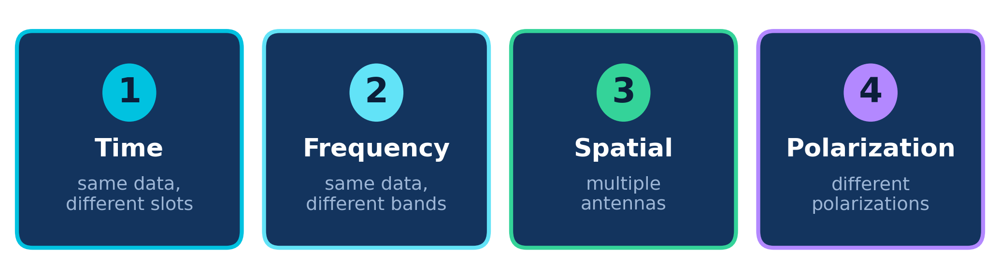 1
Time
same data,
different slots
2
Frequency
same data,
different bands
3
Spatial
multiple
antennas
4
Polarization
different
polarizations